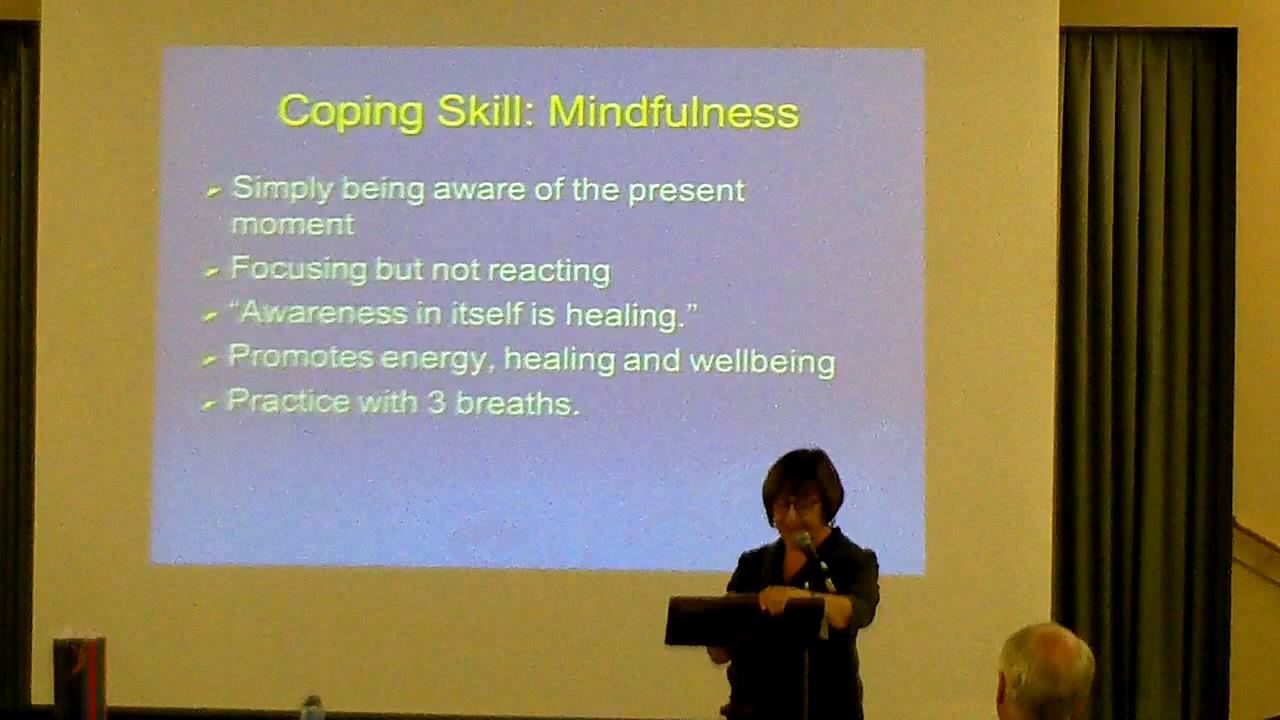 Coping Skill: Mindfulness
Simply being aware of the present
moment
Focusing but not reacting
“Awareness in itself is healing.”
Promotes energy, healing and wellbeing
Practice with 3 breaths.